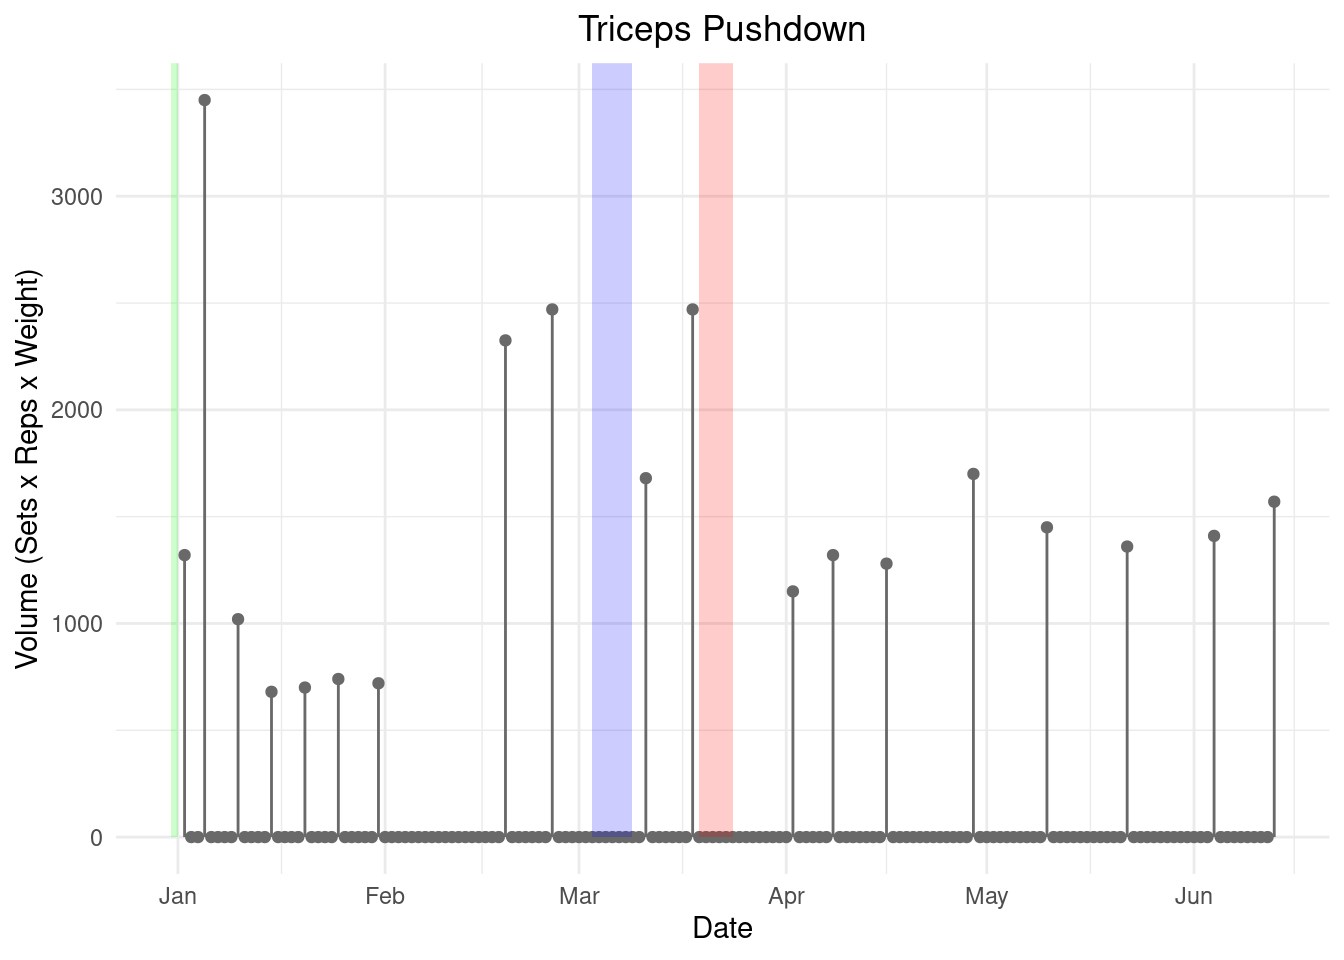 Triceps Pushdown
Volume (Sets x Reps x Weight)
3000
2000
1000
0
Jan Feb Mar Apr May Jun
Date